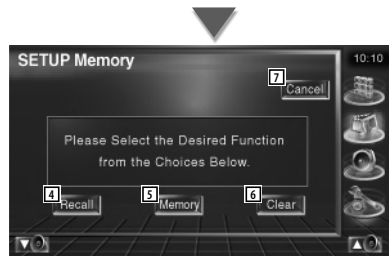 SETUP Memory
10:10
7
Cancel
Please Select the Desired Function
from the Choices Below.
4 5 6
Recall Memory Clear